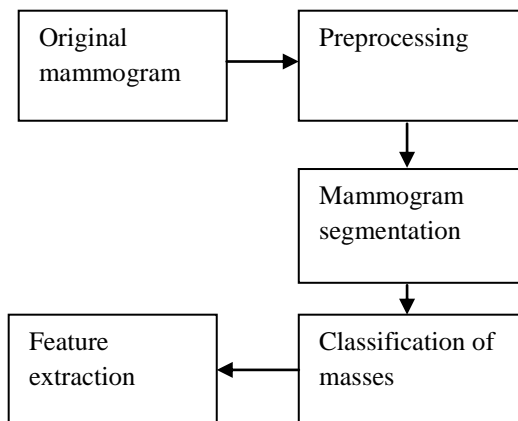 Original
mammogram
Preprocessing
Mammogram
segmentation
Classification of
masses
Feature
extraction